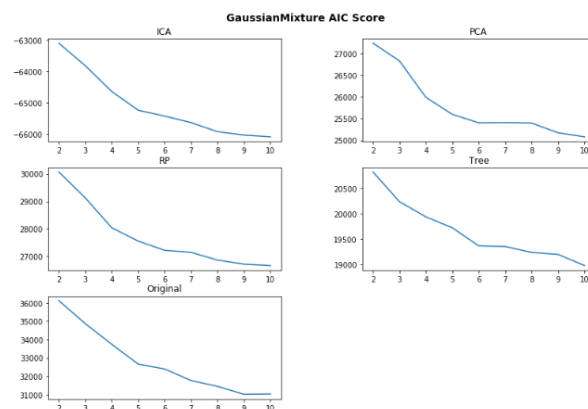 GaussianMixture AIC Score
ICA
−63000
−64000
−65000
−66000
2 3 4 5 6 7 8 9 10
PCA
27000
26500
26000
25500
25000
2 3 4 5 6 7 8 9 10
RP
30000
29000
28000
27000
2 3 4 5 6 7 8 9 10
Tree
20500
20000
19500
19000
2 3 4 5 6 7 8 9 10
Original
36000
35000
34000
33000
32000
31000
2 3 4 5 6 7 8 9 10